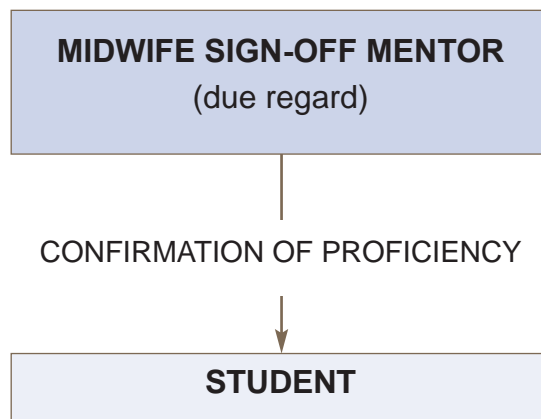 MIDWIFE SIGN-OFF MENTOR
(due regard)
CONFIRMATION OF PROFICIENCY
STUDENT